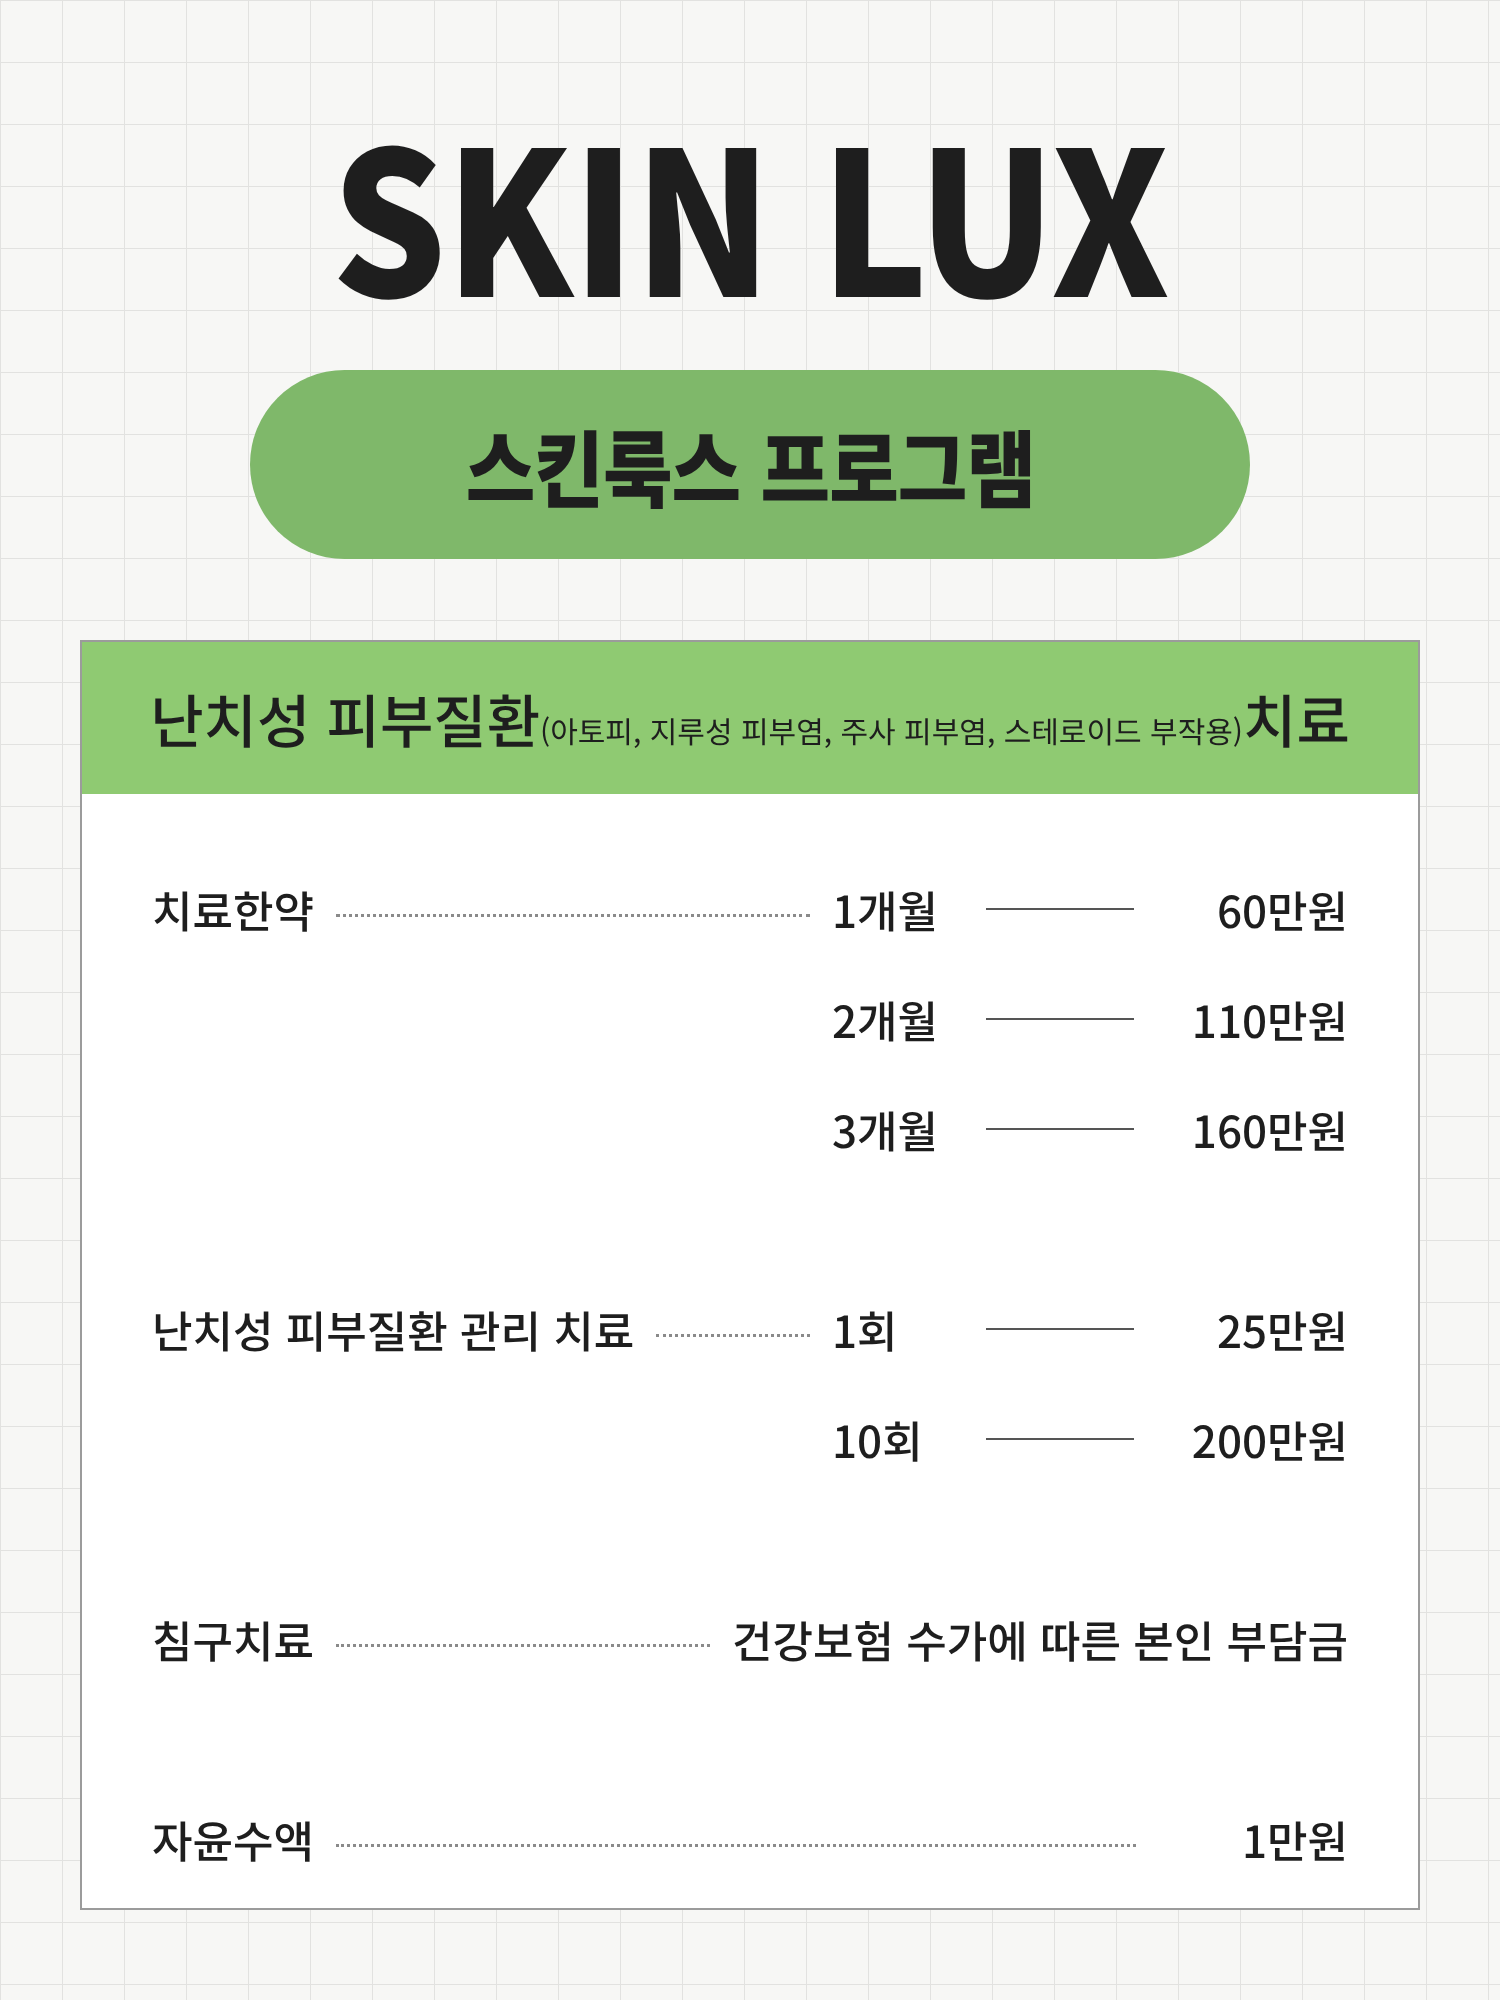 SKIN LUX
스킨룩스 프로그램
난치성 피부질환(아토피, 지루성 피부염, 주사 피부염, 스테로이드 부작용)치료
치료한약 1개월 60만원
2개월 110만원
3개월 160만원
난치성 피부질환 관리 치료 1회 25만원
10회 200만원
침구치료 건강보험 수가에 따른 본인 부담금
자윤수액 1만원